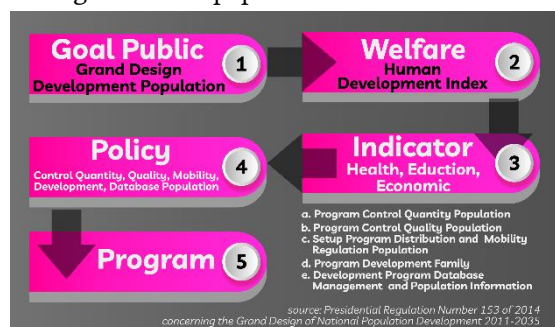 Goal Public
Grand Design
Development Population
1
Welfare
Human
Development Index
2
Indicator
Health, Eduction,
Economic
3
Policy
Control Quantity, Quality, Mobility,
Development, Database Population
4
Program
5
a. Program Control Quantity Population
b. Program Control Quality Population
c. Setup Program Distribution and Mobility
Regulation Population
d. Program Development Family
e. Development Program Database
Management and Population Information
source: Presidential Regulation Number 153 of 2014
concerning the Grand Design of National Population Development 2011-2035